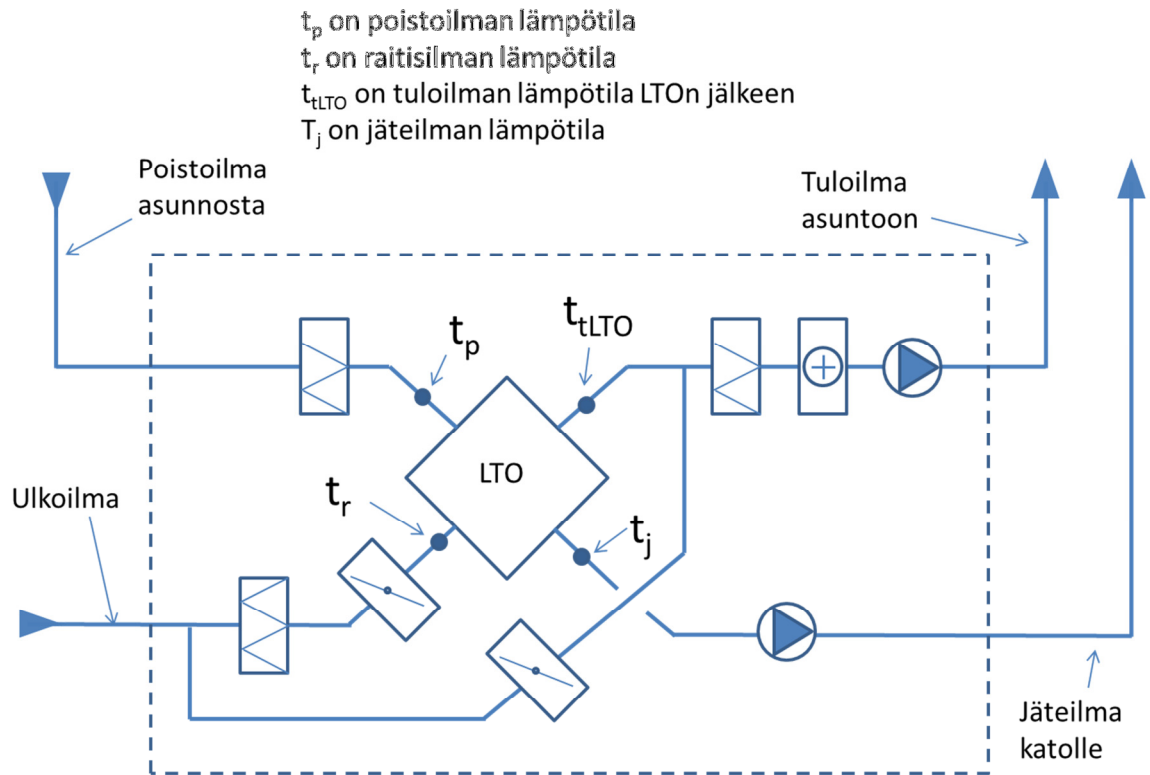 tp on poistoilman lämpötila
tr on raitisilman lämpötila
ttLTO on tuloilman lämpötila LTOn jälkeen
Tj on jäteilman lämpötila
Poistoilma
asunnosta
Tuloilma
asuntoon
tp
ttLTO
LTO
Ulkoilma
tr
tj
Jäteilma
katolle